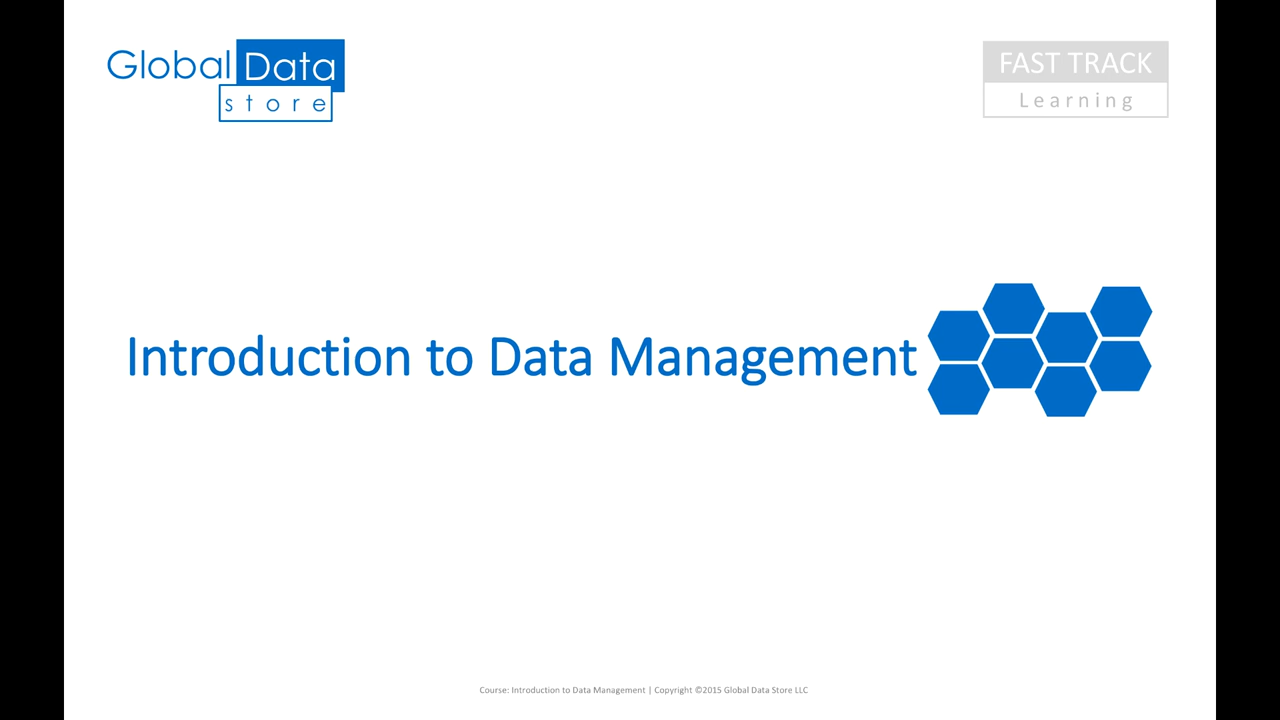 Global Data
store
FAST TRACK
Learning
Introduction to Data Management
Course: Introduction to Data Management | Copyright ©2015 Global Data Store LLC